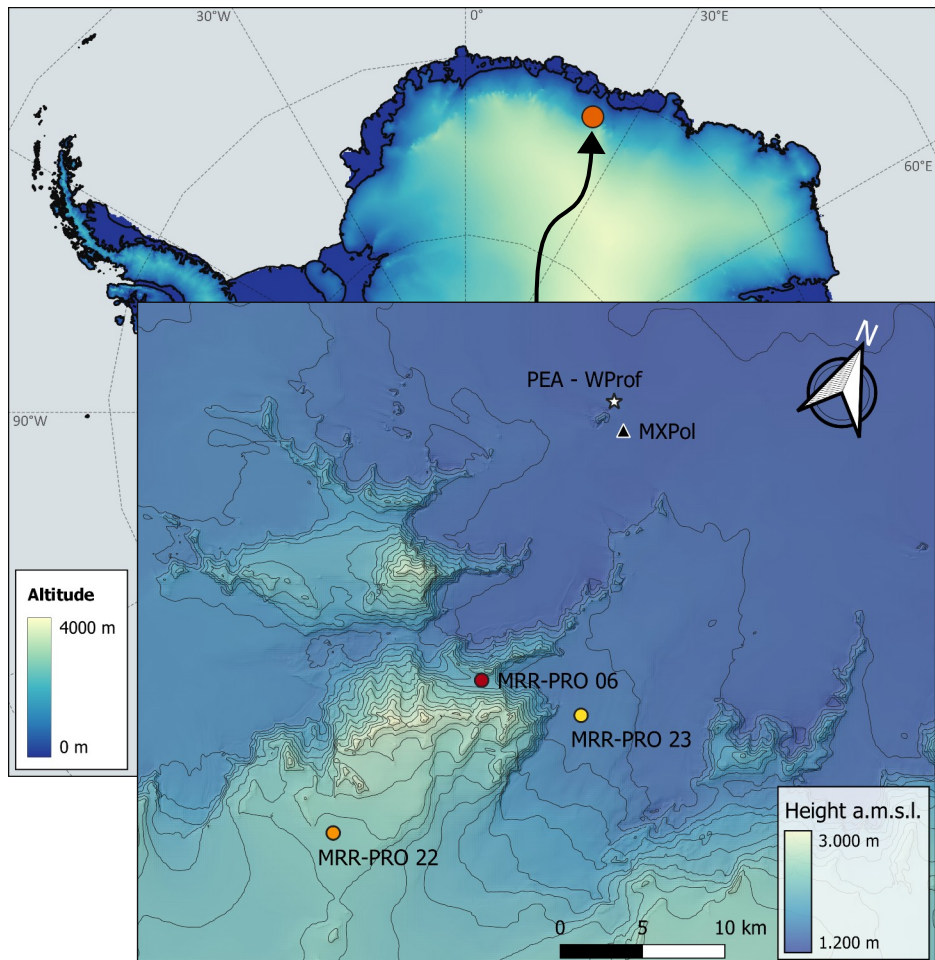 30°W
0°
30°E
60°E
90°W
N
PEA - WProf
MXPol
Altitude
4000 m
0 m
MRR-PRO 06
MRR-PRO 23
MRR-PRO 22
Height a.m.s.l.
3.000 m
1.200 m
0 5 10 km